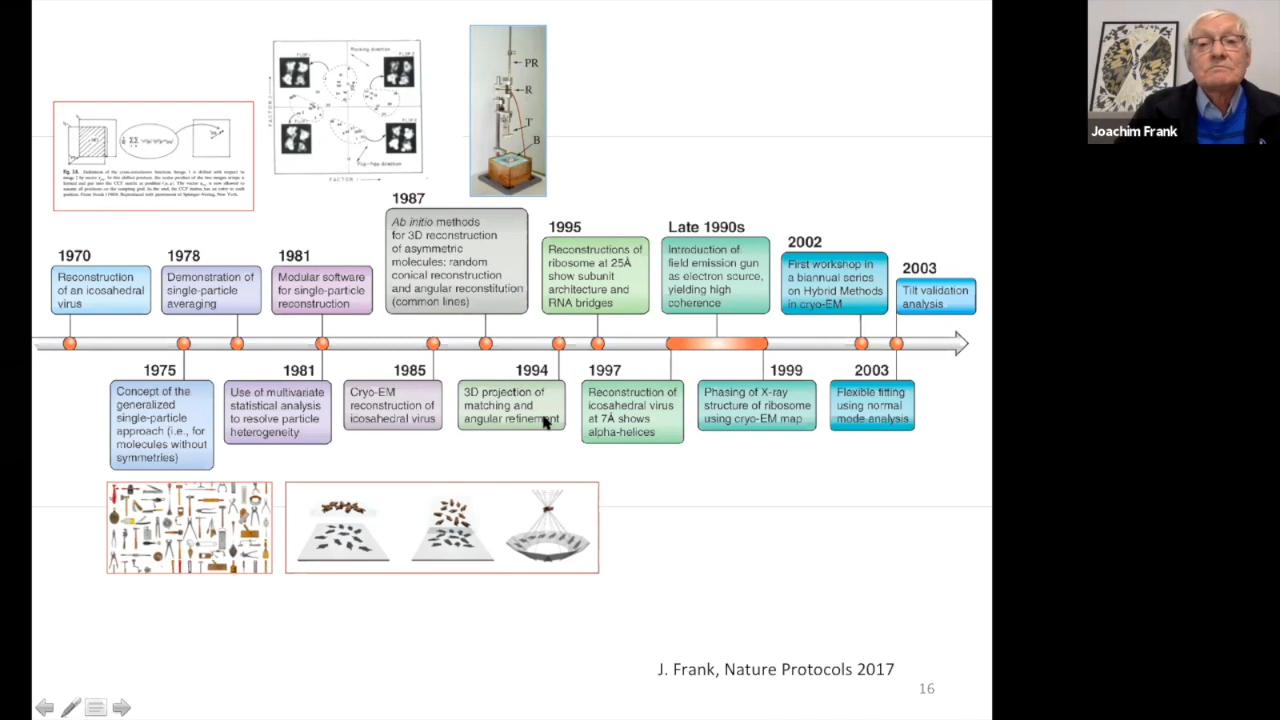 Joachim Frank
PR
R
T
B
FACTOR 1
1970
Reconstruction
of an icosahedral
virus
1978
Demonstration of
single-particle
averaging
1981
Modular software
for single-particle
reconstruction
1987
Ab initio methods
for 3D reconstruction
of asymmetric
molecules: random
conical reconstruction
and angular reconstitution
(common lines)
1995
Reconstructions of
ribosome at 25Å
show subunit
architecture and
RNA bridges
Late 1990s
Introduction of
field emission gun
as electron source,
yielding high
coherence
2002
First workshop in
a biannual series
on Hybrid Methods
in cryo-EM
2003
Tilt validation
analysis
1975
Concept of the
generalized
single-particle
approach (i.e., for
molecules without
symmetries)
1981
Use of multivariate
statistical analysis
to resolve particle
heterogeneity
1985
Cryo-EM
reconstruction of
icosahedral virus
1994
3D projection of
matching and
angular refinement
1997
Reconstruction of
icosahedral virus
at 7Å shows
alpha-helices
1999
Phasing of X-ray
structure of ribosome
using cryo-EM map
2003
Flexible fitting
using normal
mode analysis
J. Frank, Nature Protocols 2017
16